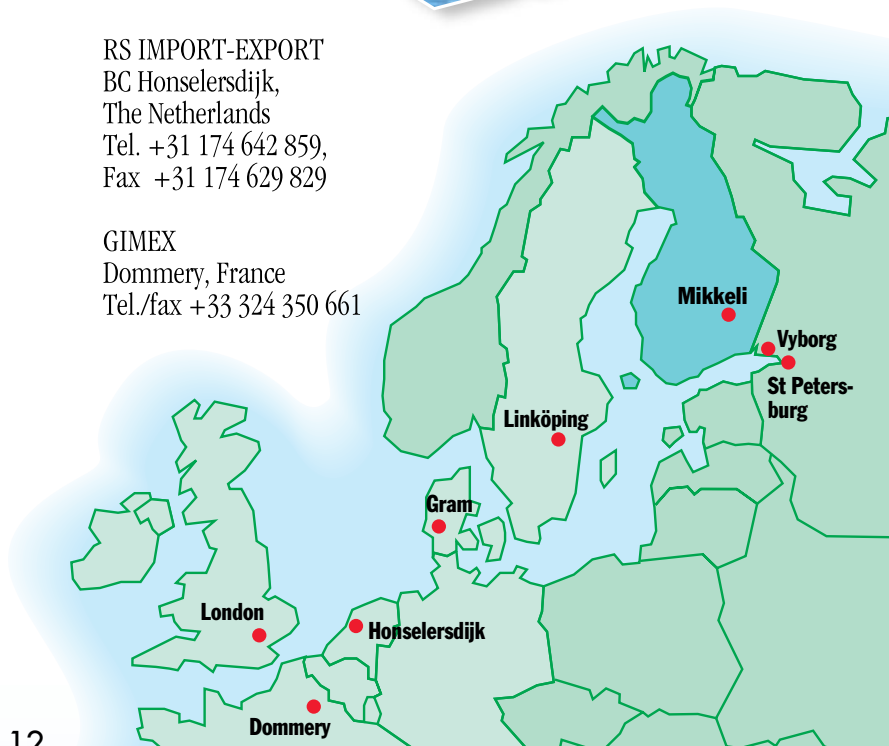 RS IMPORT-EXPORT
BC Honselersdijk,
The Netherlands
Tel. +31 174 642 859,
Fax +31 174 629 829
GIMEX
Dommery, France
Tel./fax +33 324 350 661
Mikkeli
Vyborg
St Peters-
burg
Linköping
Gram
London
Honselersdijk
Dommery
12